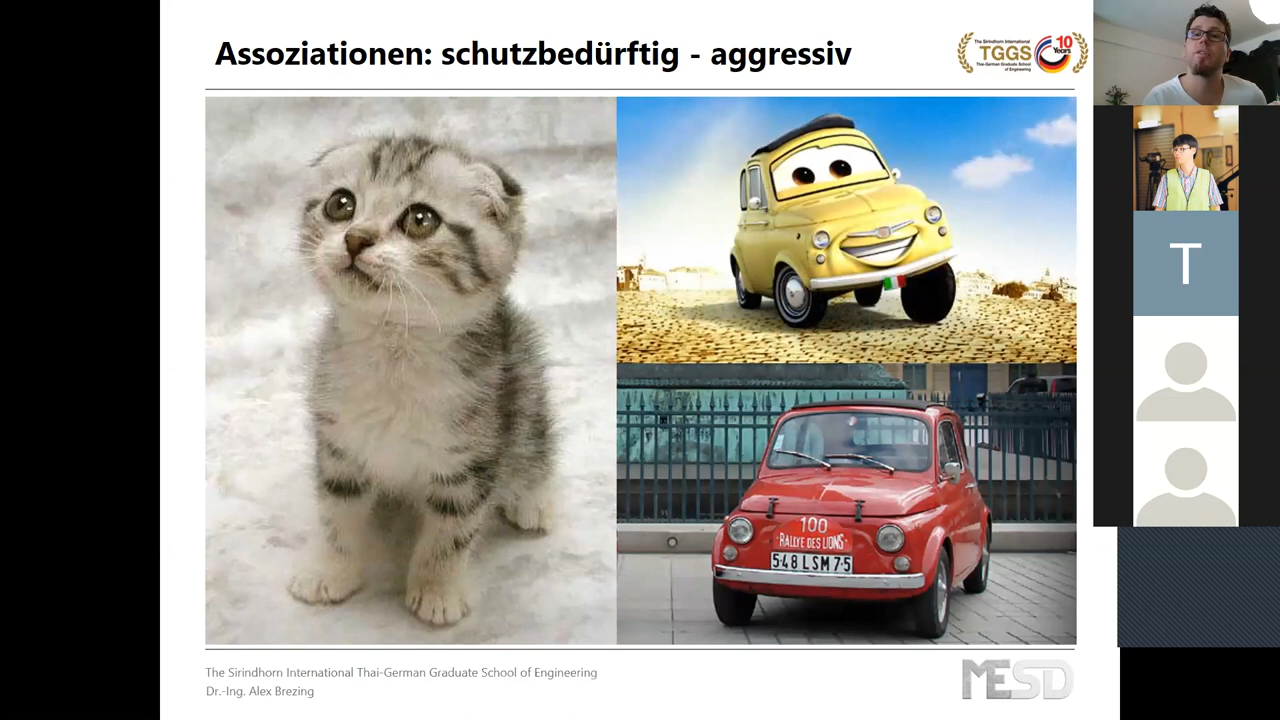 Assoziationen: schutzbedürftig - aggressiv
The Sirindhorn International
TGGS
Thai-German Graduate School
of Engineering
10
Years
100
RALLYE DES LIONS
548 LSM 75
The Sirindhorn International Thai-German Graduate School of Engineering
Dr.-Ing. Alex Brezing
MESD
T